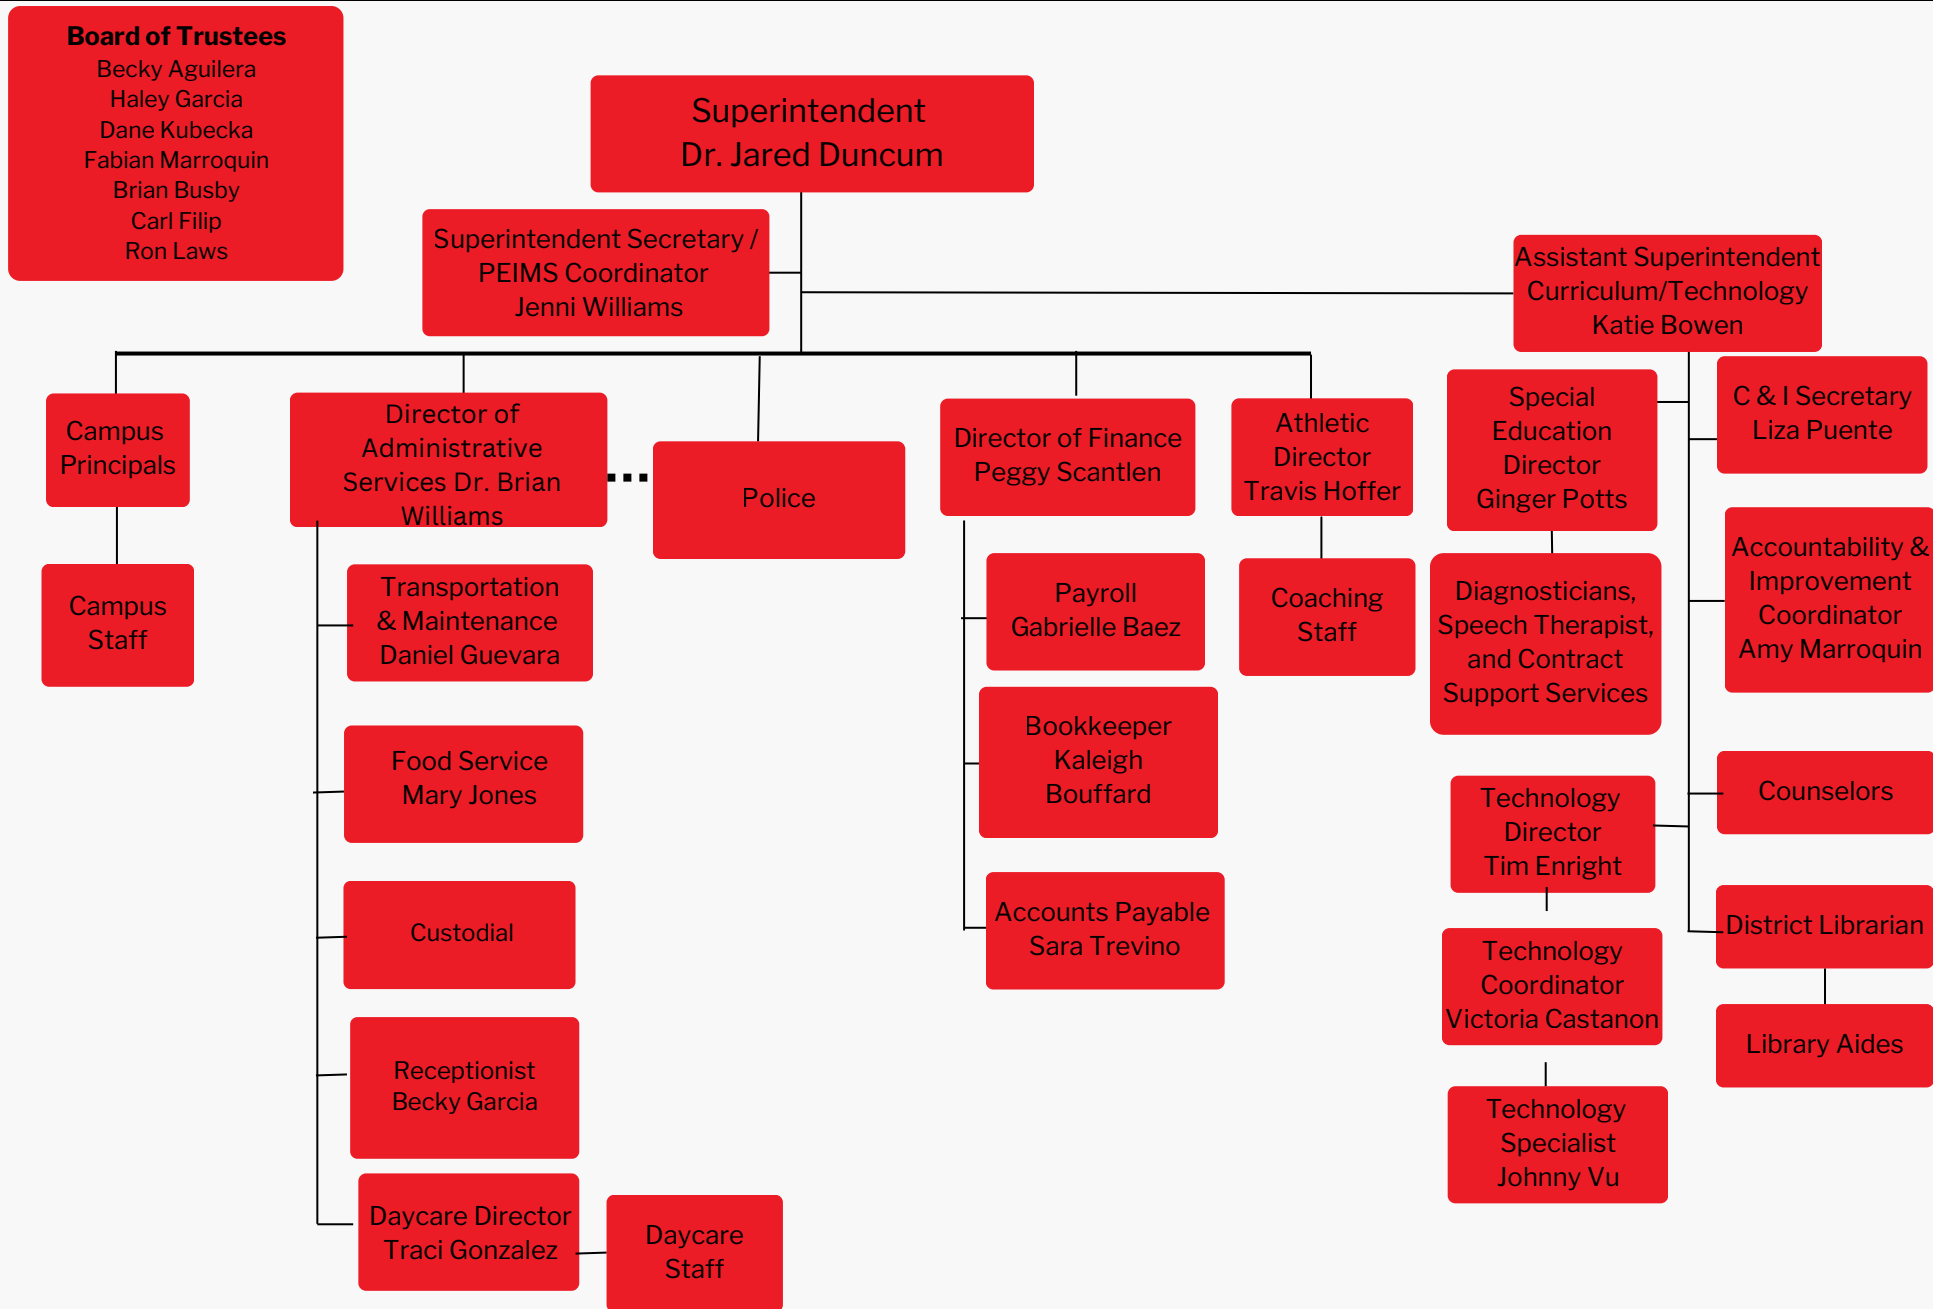 Board of Trustees
Becky Aguilera
Haley Garcia
Dane Kubecka
Fabian Marroquin
Brian Busby
Carl Filip
Ron Laws
Superintendent
Dr. Jared Duncum
Superintendent Secretary /
PEIMS Coordinator
Jenni Williams
Assistant Superintendent
Curriculum/Technology
Katie Bowen
Campus
Principals
Campus
Staff
Director of
Administrative
Services Dr. Brian
Williams
Transportation
& Maintenance
Daniel Guevara
Food Service
Mary Jones
Custodial
Receptionist
Becky Garcia
Daycare Director
Traci Gonzalez
Daycare
Staff
Police
Director of Finance
Peggy Scantlen
Payroll
Gabrielle Baez
Bookkeeper
Kaleigh
Bouffard
Accounts Payable
Sara Trevino
Athletic
Director
Travis Hoffer
Coaching
Staff
Special
Education
Director
Ginger Potts
Diagnosticians,
Speech Therapist,
and Contract
Support Services
Technology
Director
Tim Enright
Technology
Coordinator
Victoria Castanon
Technology
Specialist
Johnny Vu
C & I Secretary
Liza Puente
Accountability &
Improvement
Coordinator
Amy Marroquin
Counselors
District Librarian
Library Aides